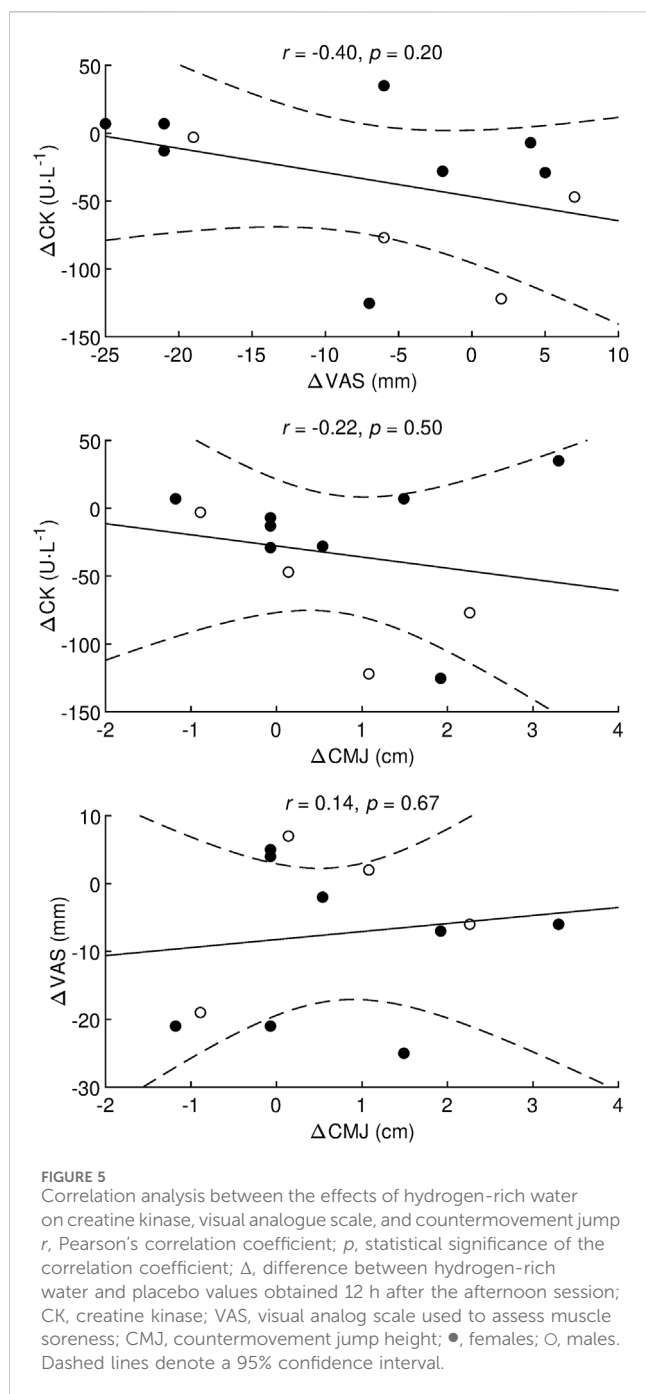 r = -0.40, p = 0.20
50
0
-50
-100
-150
ΔCK (U·L⁻¹)
-25 -20 -15 -10 -5 0 5 10
ΔVAS (mm)
r = -0.22, p = 0.50
50
0
-50
-100
-150
ΔCK (U·L⁻¹)
-2 -1 0 1 2 3 4
ΔCMJ (cm)
r = 0.14, p = 0.67
10
0
-10
-20
-30
ΔVAS (mm)
-2 -1 0 1 2 3 4
ΔCMJ (cm)
FIGURE 5
Correlation analysis between the effects of hydrogen-rich water
on creatine kinase, visual analogue scale, and countermovement jump
r, Pearson's correlation coefficient; p, statistical significance of the
correlation coefficient; Δ, difference between hydrogen-rich
water and placebo values obtained 12 h after the afternoon session;
CK, creatine kinase; VAS, visual analog scale used to assess muscle
soreness; CMJ, countermovement jump height; ●, females; ○, males.
Dashed lines denote a 95% confidence interval.